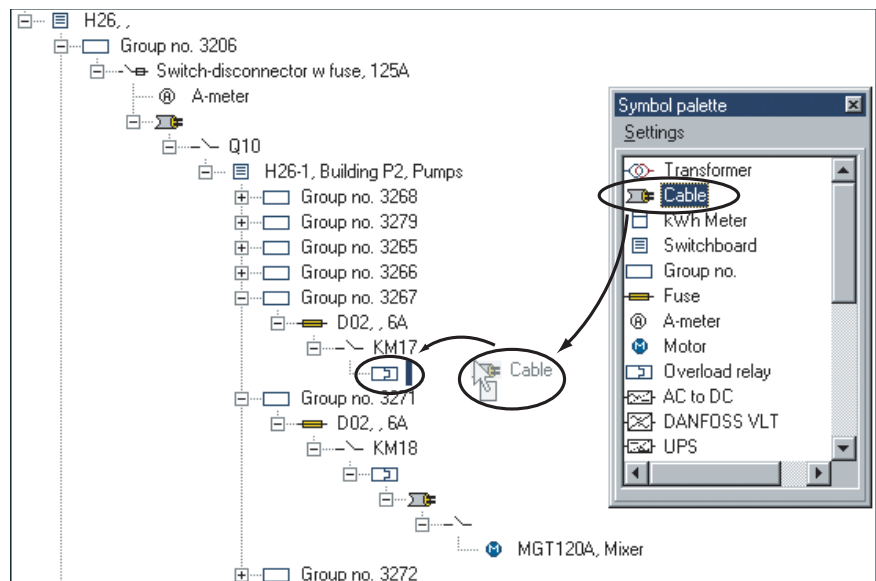 H26, ,
Group no. 3206
Switch-disconnector w fuse, 125A
A A-meter
Q10
H26-1, Building P2, Pumps
Group no. 3268
Group no. 3279
Group no. 3265
Group no. 3266
Group no. 3267
D02, , 6A
KM17
Group no. 3271
D02, , 6A
KM18
M MGT120A, Mixer
Group no. 3272
Cable
Symbol palette
Settings
Transformer
Cable
kWh Meter
Switchboard
Group no.
Fuse
A A-meter
M Motor
Overload relay
AC to DC
DANFOSS VLT
UPS